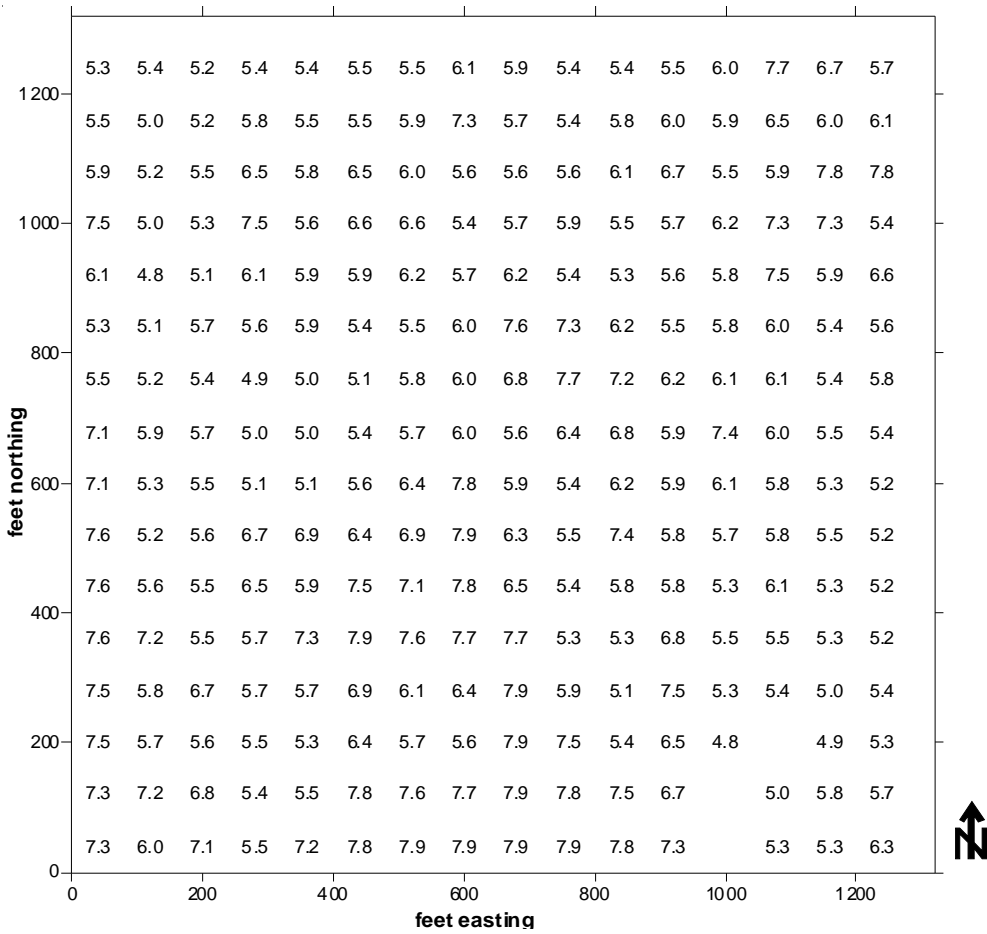 5.3 5.4 5.2 5.4 5.4 5.5 5.5 6.1 5.9 5.4 5.4 5.5 6.0 7.7 6.7 5.7
1200
5.5 5.0 5.2 5.8 5.5 5.5 5.9 7.3 5.7 5.4 5.8 6.0 5.9 6.5 6.0 6.1
5.9 5.2 5.5 6.5 5.8 6.5 6.0 5.6 5.6 5.6 6.1 6.7 5.5 5.9 7.8 7.8
1000 7.5 5.0 5.3 7.5 5.6 6.6 6.6 5.4 5.7 5.9 5.5 5.7 6.2 7.3 7.3 5.4
6.1 4.8 5.1 6.1 5.9 5.9 6.2 5.7 6.2 5.4 5.3 5.6 5.8 7.5 5.9 6.6
5.3 5.1 5.7 5.6 5.9 5.4 5.5 6.0 7.6 7.3 6.2 5.5 5.8 6.0 5.4 5.6
800
5.5 5.2 5.4 4.9 5.0 5.1 5.8 6.0 6.8 7.7 7.2 6.2 6.1 6.1 5.4 5.8
7.1 5.9 5.7 5.0 5.0 5.4 5.7 6.0 5.6 6.4 6.8 5.9 7.4 6.0 5.5 5.4
feet northing
600 7.1 5.3 5.5 5.1 5.1 5.6 6.4 7.8 5.9 5.4 6.2 5.9 6.1 5.8 5.3 5.2
7.6 5.2 5.6 6.7 6.9 6.4 6.9 7.9 6.3 5.5 7.4 5.8 5.7 5.8 5.5 5.2
7.6 5.6 5.5 6.5 5.9 7.5 7.1 7.8 6.5 5.4 5.8 5.8 5.3 6.1 5.3 5.2
400
7.6 7.2 5.5 5.7 7.3 7.9 7.6 7.7 7.7 5.3 5.3 6.8 5.5 5.5 5.3 5.2
7.5 5.8 6.7 5.7 5.7 6.9 6.1 6.4 7.9 5.9 5.1 7.5 5.3 5.4 5.0 5.4
200 7.5 5.7 5.6 5.5 5.3 6.4 5.7 5.6 7.9 7.5 5.4 6.5 4.8 4.9 5.3
7.3 7.2 6.8 5.4 5.5 7.8 7.6 7.7 7.9 7.8 7.5 6.7 5.0 5.8 5.7
7.3 6.0 7.1 5.5 7.2 7.8 7.9 7.9 7.9 7.9 7.8 7.3 5.3 5.3 6.3
N
0
0 200 400 600 800 1000 1200
feet easting